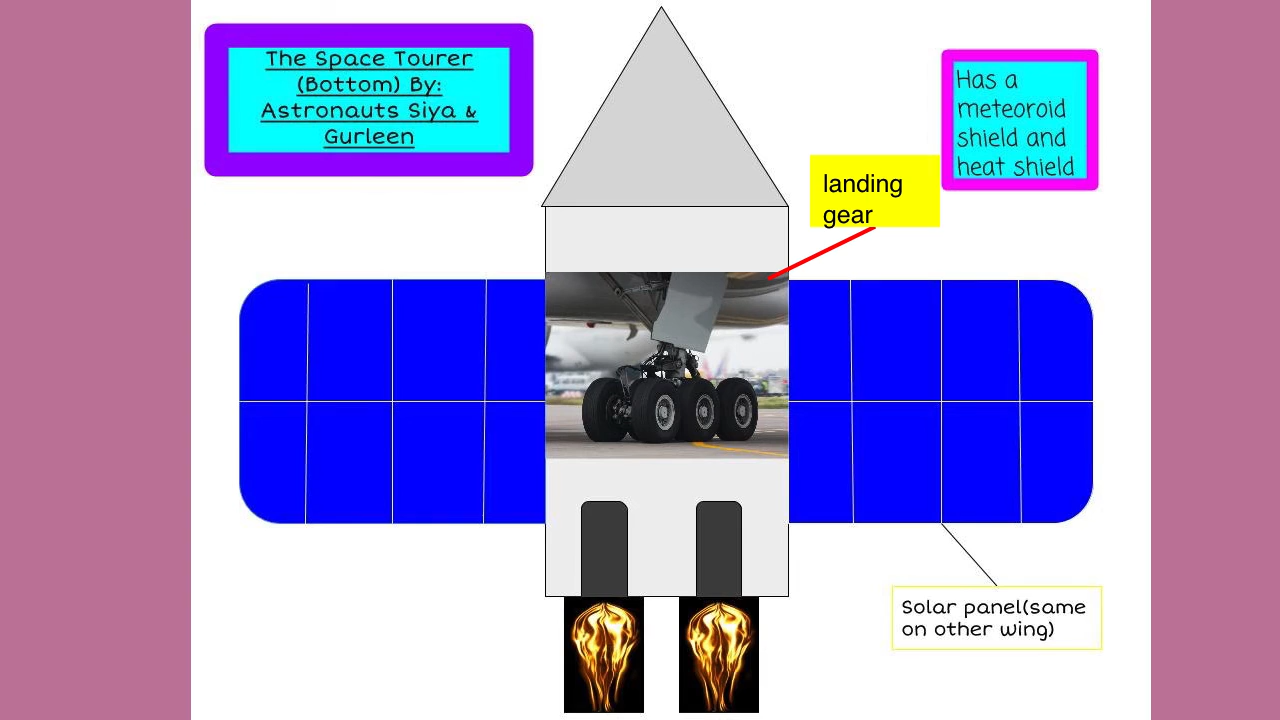 The Space Tourer
(Bottom) By:
Astronauts Siya &
Gurleen
Has a
meteoroid
shield and
heat shield
landing
gear
Solar panel(same
on other wing)